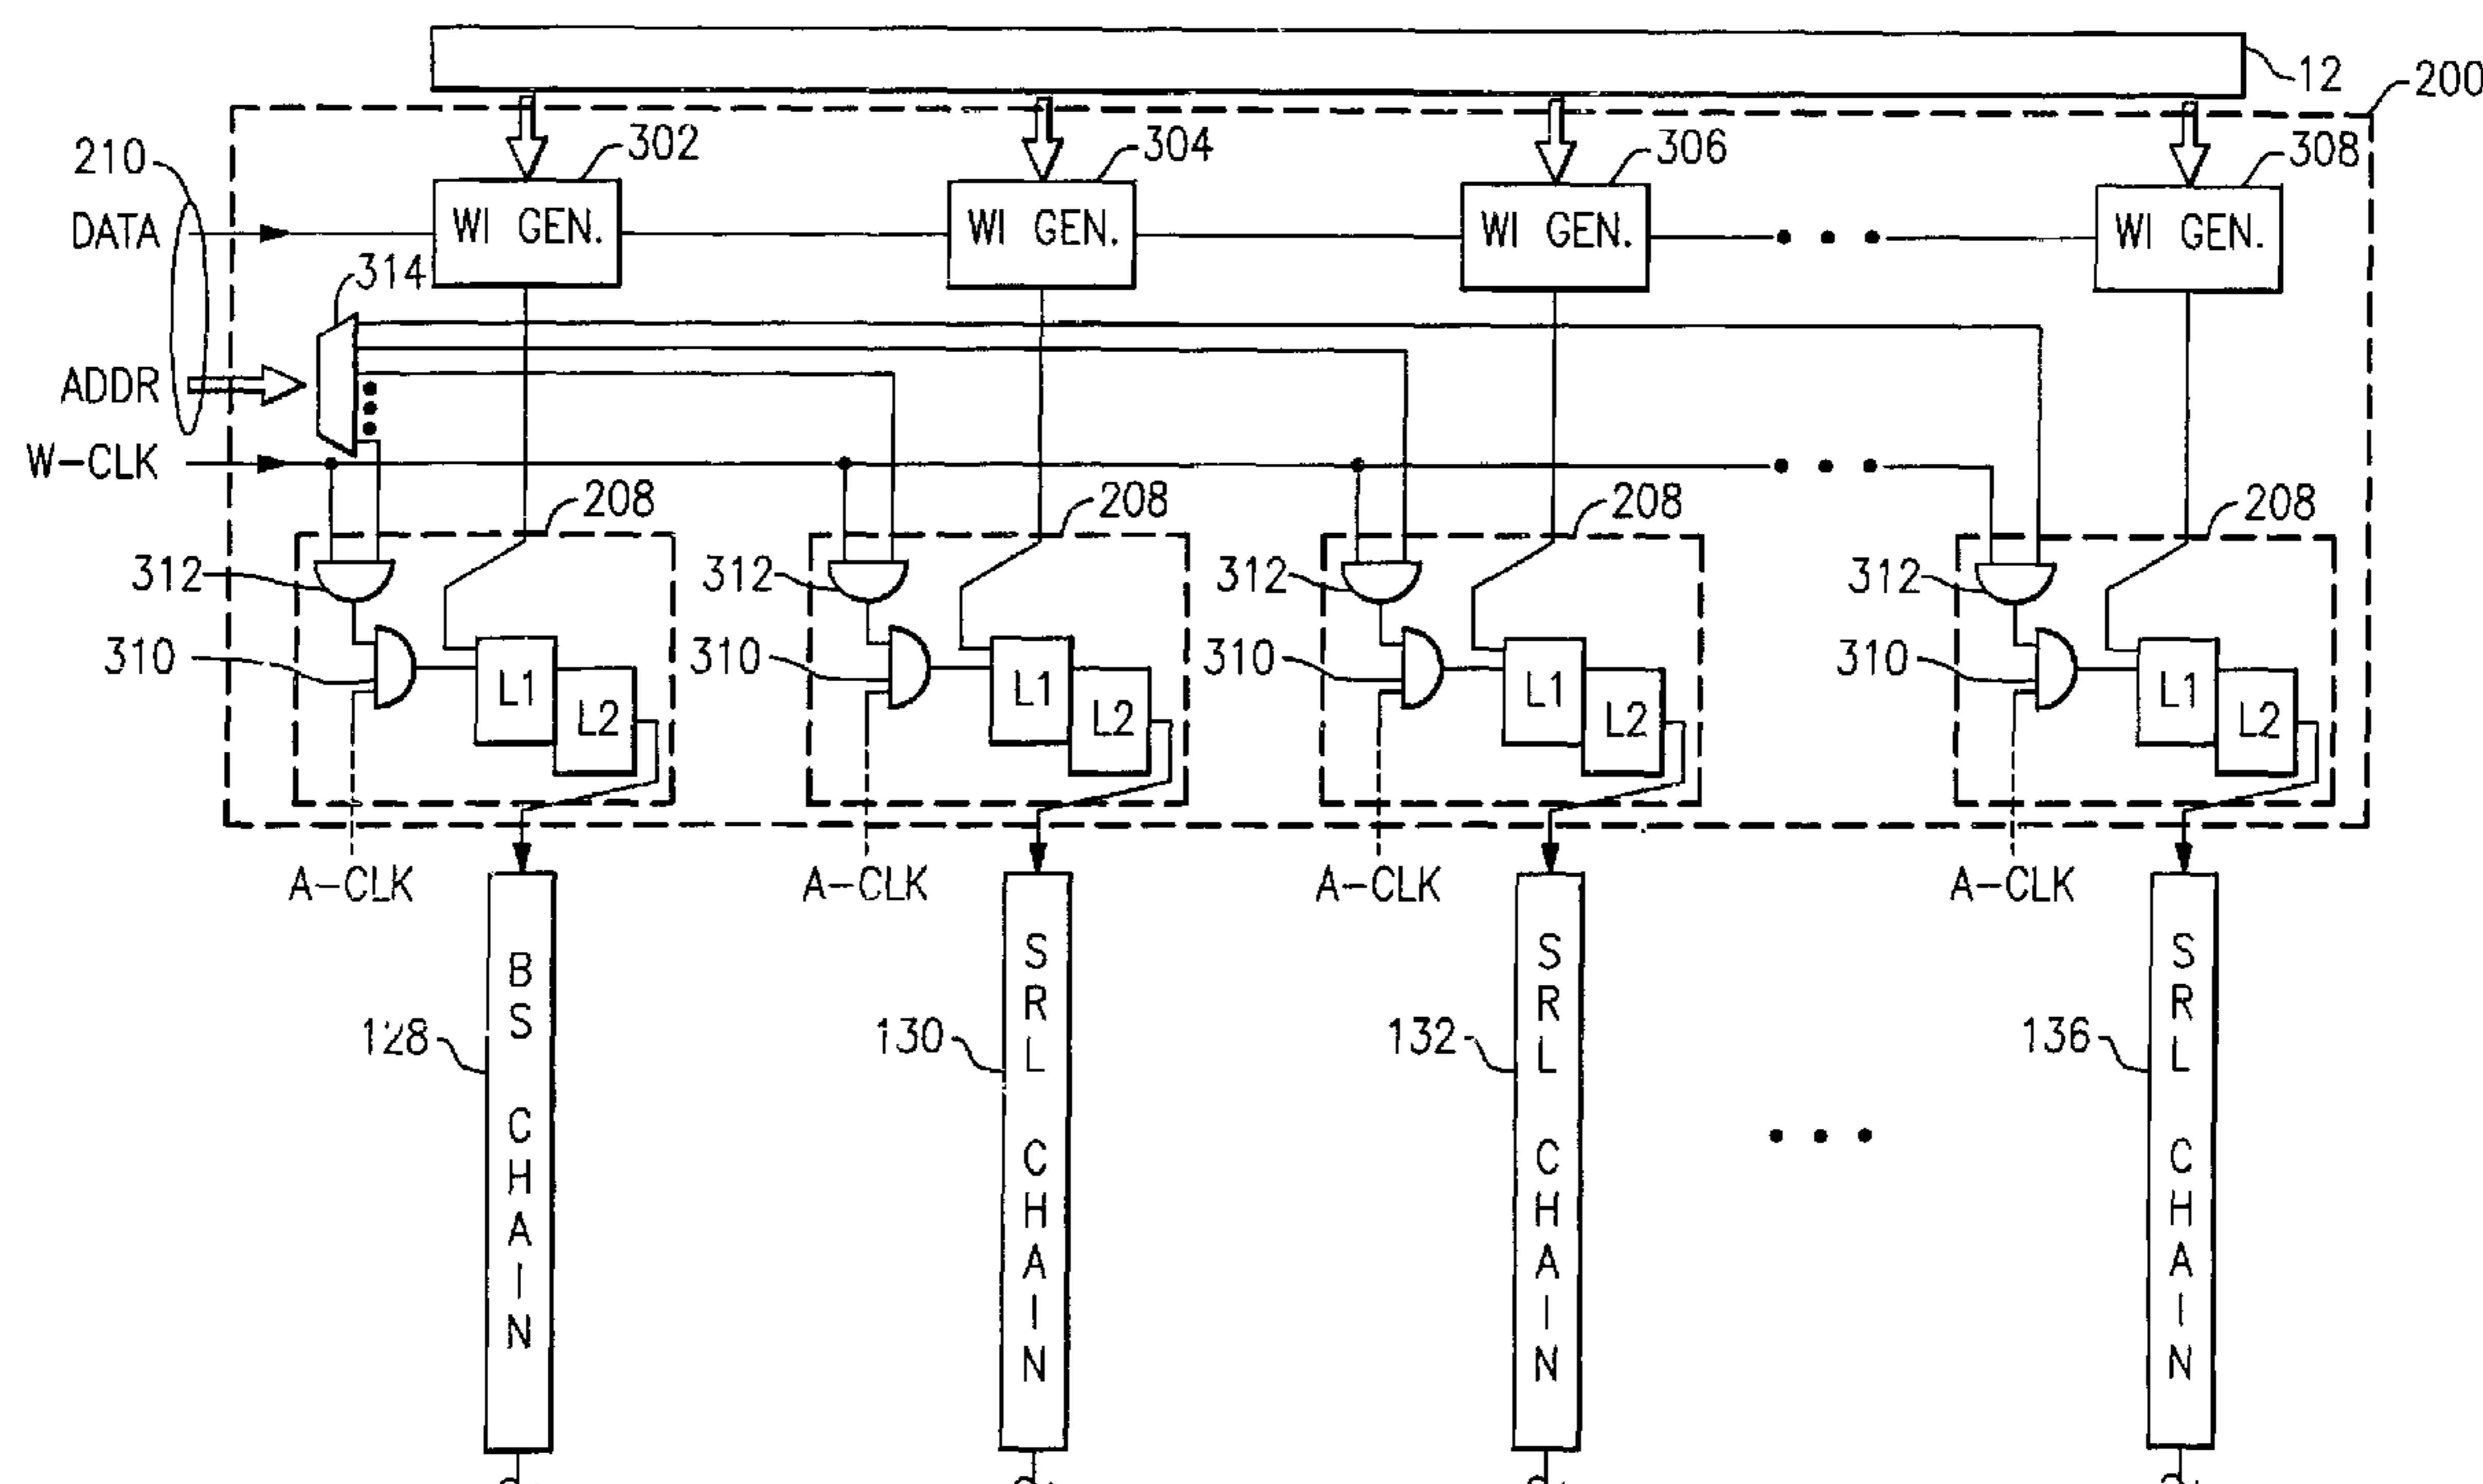 12
200
210
302
304
306
308
DATA
WI GEN.
WI GEN.
WI GEN.
WI GEN.
314
ADDR
W-CLK
208
208
208
208
312
312
312
312
310
310
310
310
L1
L2
L1
L2
L1
L2
L1
L2
A-CLK
A-CLK
A-CLK
A-CLK
BS CHAIN
SRL CHAIN
SRL CHAIN
SRL CHAIN
128
130
132
136